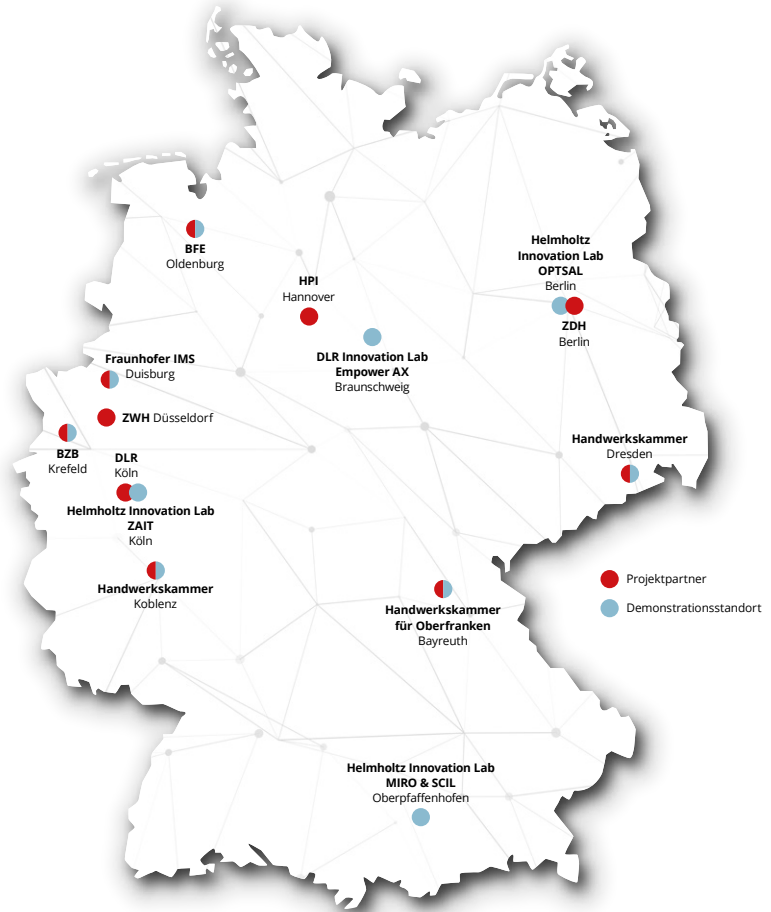 BFE
Oldenburg
HPI
Hannover
Helmholtz
Innovation Lab
OPTSAL
Berlin
ZDH
Berlin
DLR Innovation Lab
Empower AX
Braunschweig
Fraunhofer IMS
Duisburg
ZWH Düsseldorf
BZB
Krefeld
DLR
Köln
Helmholtz Innovation Lab
ZAIT
Köln
Handwerkskammer
Dresden
Handwerkskammer
Koblenz
Handwerkskammer
für Oberfranken
Bayreuth
Projektpartner
Demonstrationsstandort
Helmholtz Innovation Lab
MIRO & SCIL
Oberpfaffenhofen